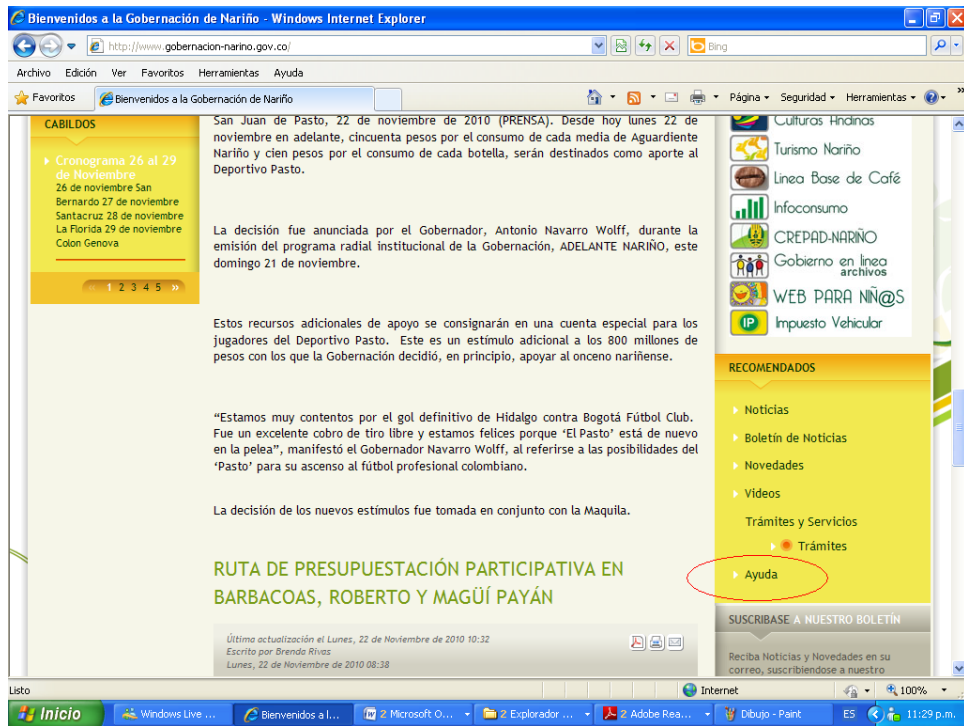 Bienvenidos a la Gobernación de Nariño - Windows Internet Explorer
http://www.gobernacion-narino.gov.co/
Bing
Archivo Edición Ver Favoritos Herramientas Ayuda
Favoritos
Bienvenidos a la Gobernación de Nariño
Página Seguridad Herramientas
CABILDOS
Cronograma 26 al 29
de Noviembre
26 de noviembre San
Bernardo 27 de noviembre
Santacruz 28 de noviembre
La Florida 29 de noviembre
Colon Genova
« 1 2 3 4 5 »
San Juan de Pasto, 22 de noviembre de 2010 (PRENSA). Desde hoy lunes 22 de
noviembre en adelante, cincuenta pesos por el consumo de cada media de Aguardiente
Nariño y cien pesos por el consumo de cada botella, serán destinados como aporte al
Deportivo Pasto.
La decisión fue anunciada por el Gobernador, Antonio Navarro Wolff, durante la
emisión del programa radial institucional de la Gobernación, ADELANTE NARIÑO, este
domingo 21 de noviembre.
Estos recursos adicionales de apoyo se consignarán en una cuenta especial para los
jugadores del Deportivo Pasto. Este es un estímulo adicional a los 800 millones de
pesos con los que la Gobernación decidió, en principio, apoyar al onceno nariñense.
“Estamos muy contentos por el gol definitivo de Hidalgo contra Bogotá Fútbol Club.
Fue un excelente cobro de tiro libre y estamos felices porque ‘El Pasto’ está de nuevo
en la pelea”, manifestó el Gobernador Navarro Wolff, al referirse a las posibilidades del
‘Pasto’ para su ascenso al fútbol profesional colombiano.
La decisión de los nuevos estímulos fue tomada en conjunto con la Maquila.
RUTA DE PRESUPUESTACIÓN PARTICIPATIVA EN
BARBACOAS, ROBERTO Y MAGÜÍ PAYÁN
Última actualización el Lunes, 22 de Noviembre de 2010 10:32
Escrito por Brenda Rivas
Lunes, 22 de Noviembre de 2010 08:38
Culturas Andinas
Turismo Nariño
Linea Base de Café
Infoconsumo
CREPAD-NARIÑO
Gobierno en linea
archivos
WEB PARA NIÑ@S
IP Impuesto Vehicular
RECOMENDADOS
Noticias
Boletín de Noticias
Novedades
Videos
Trámites y Servicios
Trámites
Ayuda
SUSCRIBASE A NUESTRO BOLETÍN
Reciba Noticias y Novedades en su
correo, suscribiendose a nuestro
Listo
Internet
100%
Inicio
Windows Live ...
Bienvenidos a l...
2 Microsoft O...
2 Explorador ...
2 Adobe Rea...
Dibujo - Paint
ES
11:29 p.m.